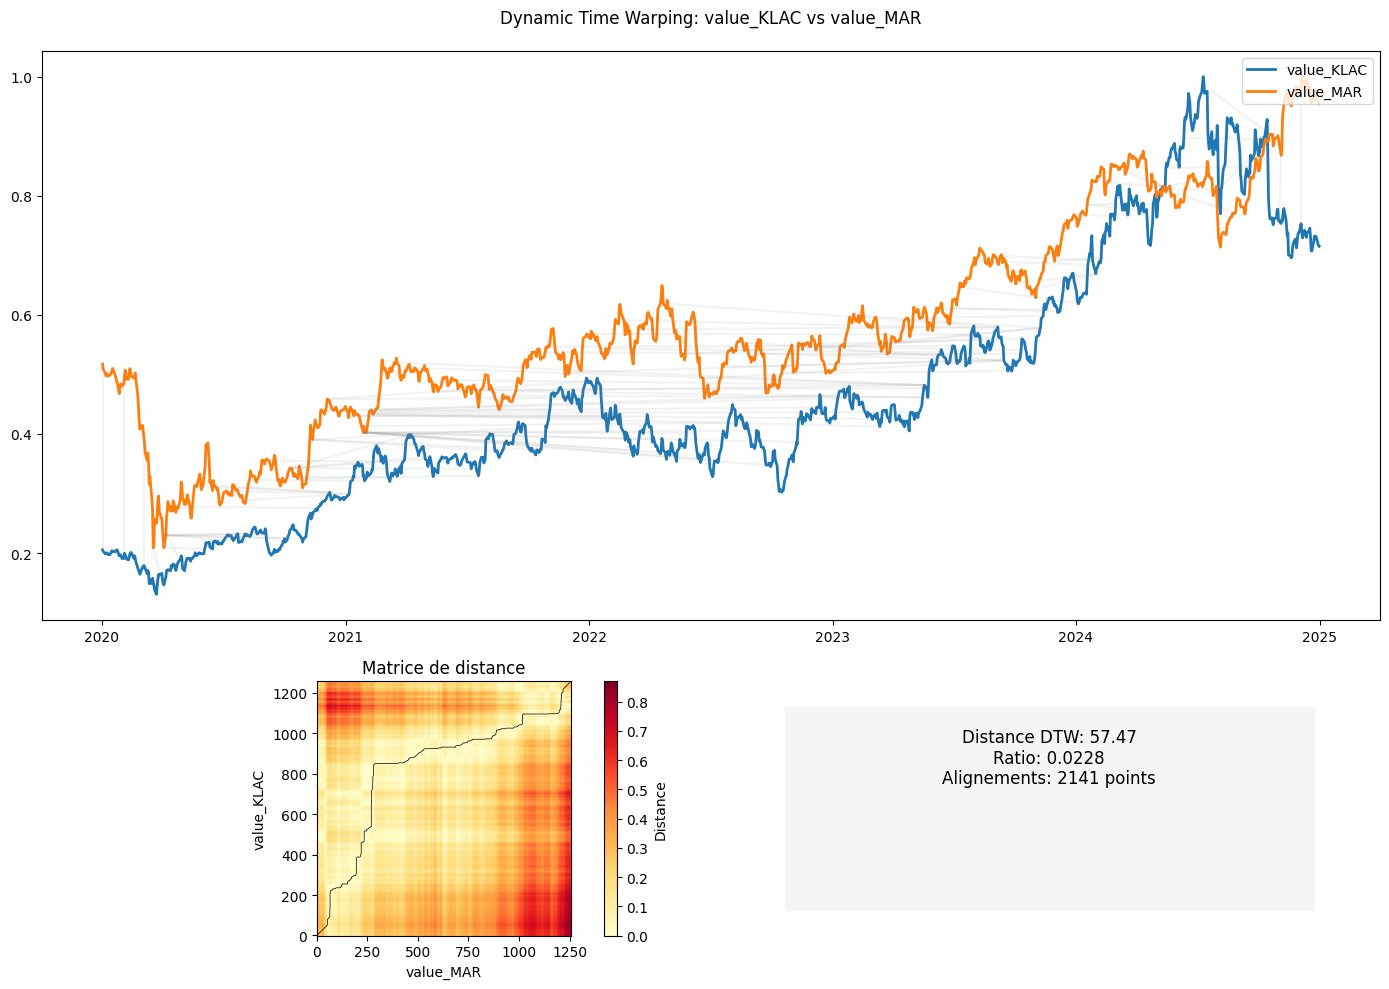 Dynamic Time Warping: value_KLAC vs value_MAR
value_KLAC
value_MAR
1.0
0.8
0.6
0.4
0.2
2020 2021 2022 2023 2024 2025
Matrice de distance
value_KLAC
1200
1000
800
600
400
200
0
0 250 500 750 1000 1250
value_MAR
0.8
0.7
0.6
0.5
0.4
0.3
0.2
0.1
0.0
Distance
Distance DTW: 57.47
Ratio: 0.0228
Alignements: 2141 points